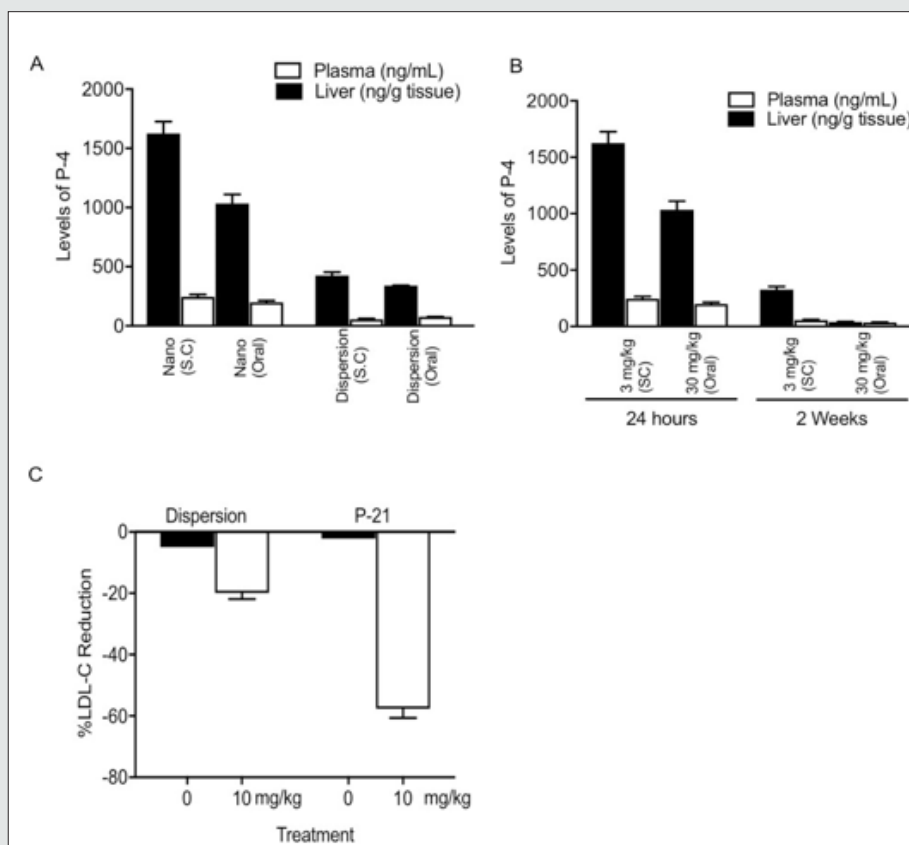 A
Plasma (ng/mL)
Liver (ng/g tissue)
Levels of P-4
2000
1500
1000
500
0
Nano
(S.C)
Nano
(Oral)
Dispersion
(S.C)
Dispersion
(Oral)
B
Plasma (ng/mL)
Liver (ng/g tissue)
Levels of P-4
2000
1500
1000
500
0
3 mg/kg
(SC)
30 mg/kg
(Oral)
3 mg/kg
(SC)
30 mg/kg
(Oral)
24 hours
2 Weeks
C
Dispersion
P-21
%LDL-C Reduction
0
-20
-40
-60
-80
0
10 mg/kg
0
10 mg/kg
Treatment